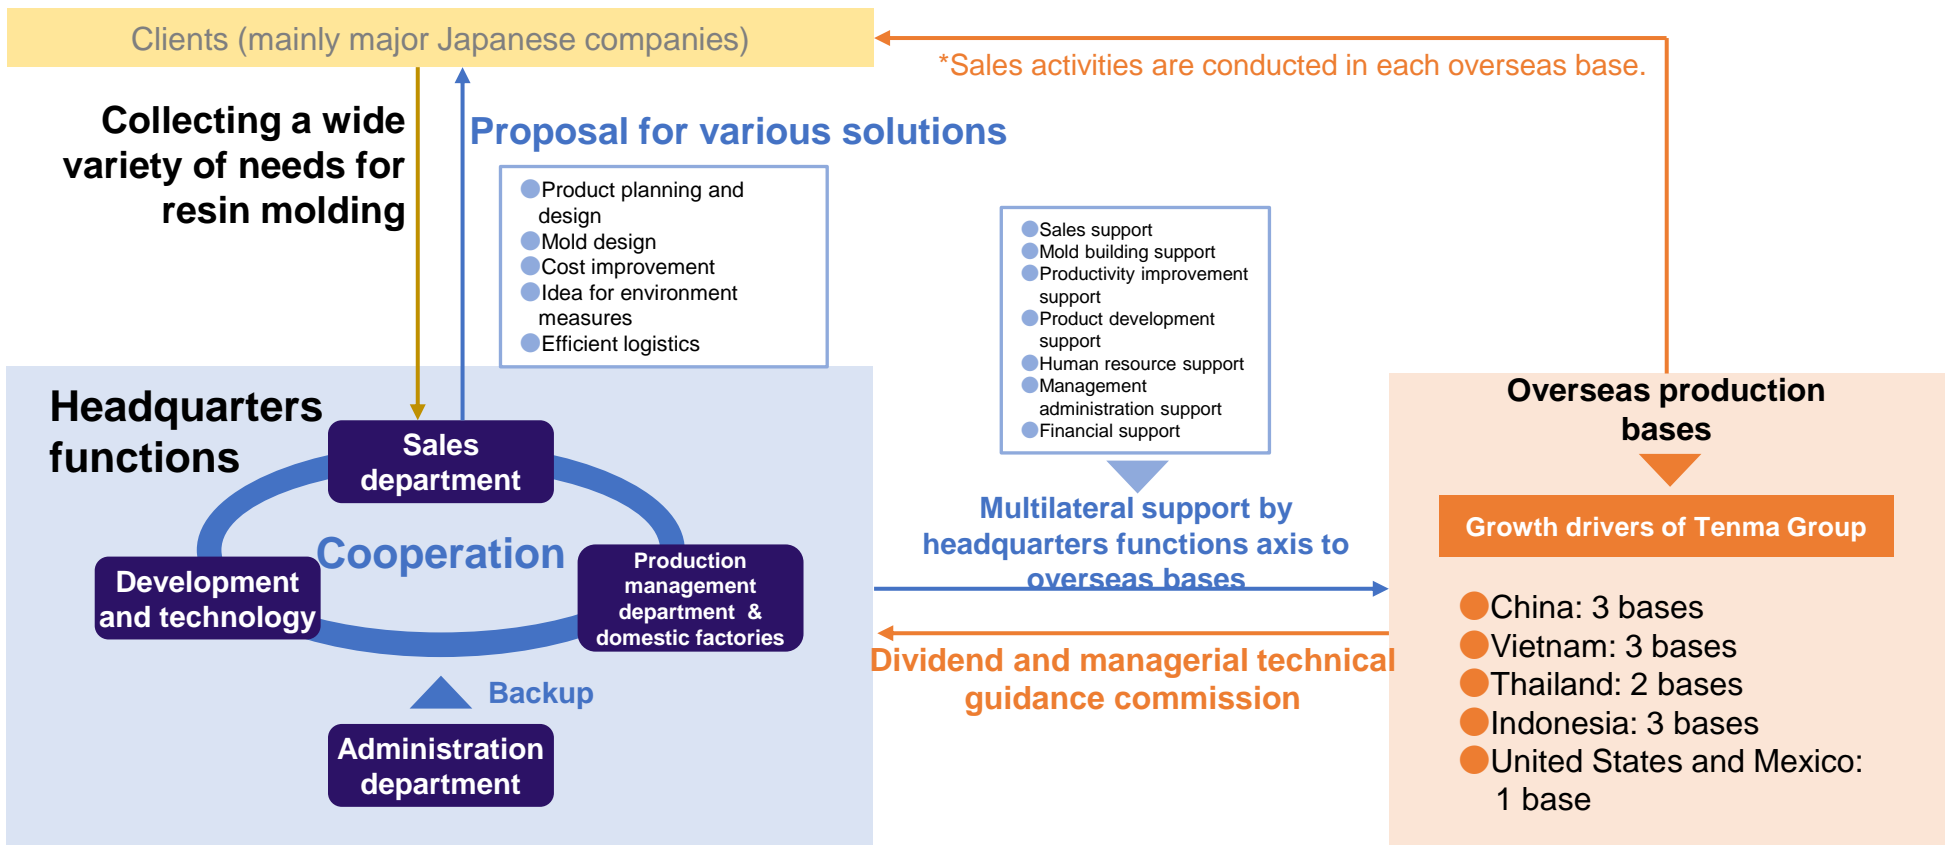 Clients (mainly major Japanese companies)
*Sales activities are conducted in each overseas base.
Collecting a wide
variety of needs for
resin molding
Proposal for various solutions
Product planning and
design
Mold design
Cost improvement
Idea for environment
measures
Efficient logistics
Sales support
Mold building support
Productivity improvement
support
Product development
support
Human resource support
Management
administration support
Financial support
Headquarters
functions
Sales
department
Cooperation
Development
and technology
Production
management
department &
domestic factories
Backup
Administration
department
Multilateral support by
headquarters functions axis to
overseas bases
Dividend and managerial technical
guidance commission
Overseas production
bases
Growth drivers of Tenma Group
China: 3 bases
Vietnam: 3 bases
Thailand: 2 bases
Indonesia: 3 bases
United States and Mexico:
1 base